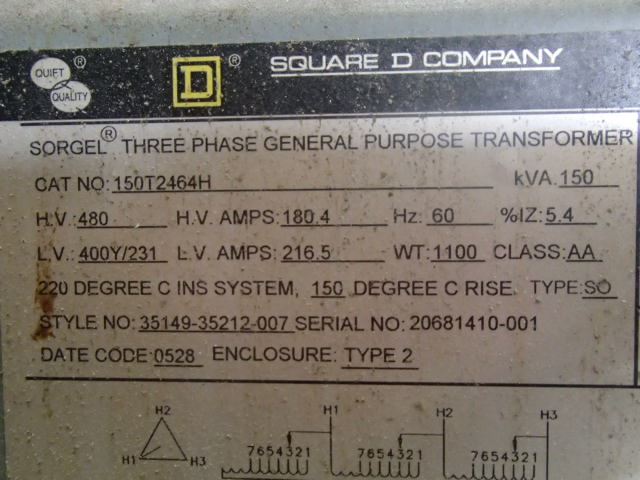 QUIET ® D ® SQUARE D COMPANY
QUALITY
SORGEL® THREE PHASE GENERAL PURPOSE TRANSFORMER
CAT NO: 150T2464H kVA. 150
H.V.: 480 H.V. AMPS: 180.4 Hz: 60 %IZ: 5.4
L.V.: 400Y/231 L.V. AMPS: 216.5 WT: 1100 CLASS: AA
220 DEGREE C INS SYSTEM, 150 DEGREE C RISE. TYPE: SO
STYLE NO: 35149-35212-007 SERIAL NO: 20681410-001
DATE CODE: 0528 ENCLOSURE: TYPE 2
H2 H1 H2 H3
H1 H3 7654321 7654321 7654321